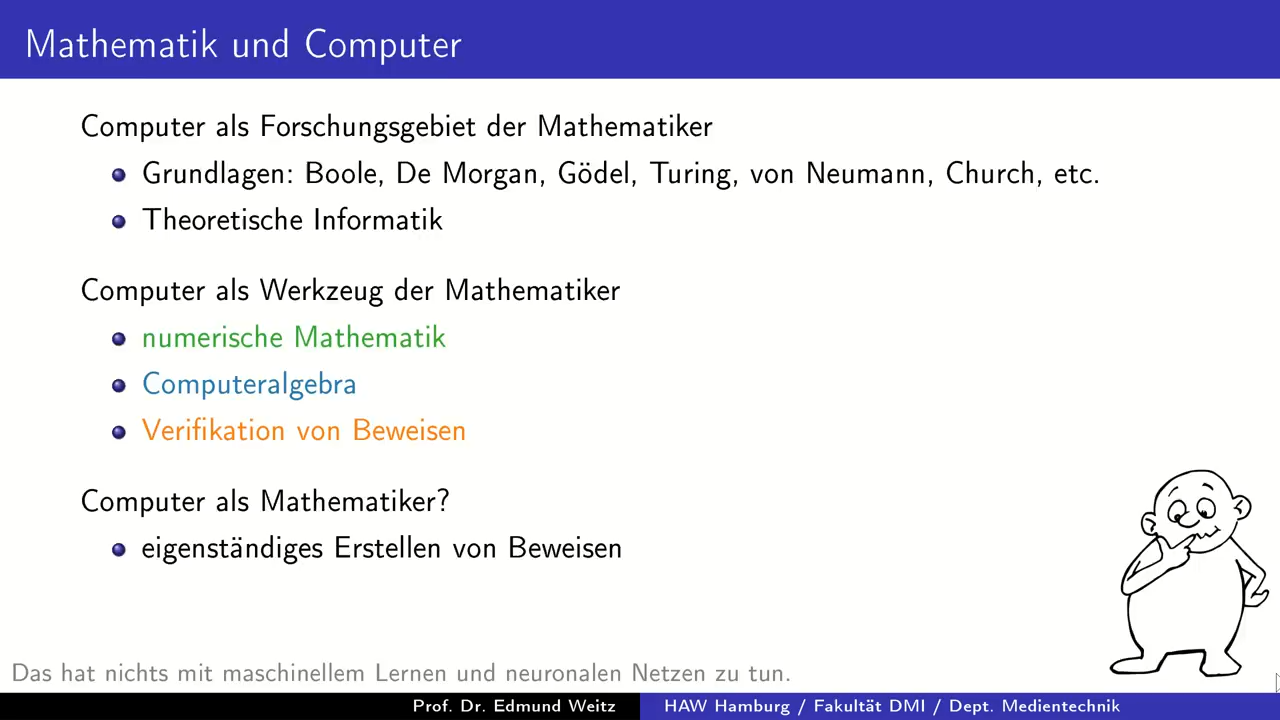 Mathematik und Computer
Computer als Forschungsgebiet der Mathematiker
Grundlagen: Boole, De Morgan, Gödel, Turing, von Neumann, Church, etc.
Theoretische Informatik
Computer als Werkzeug der Mathematiker
numerische Mathematik
Computeralgebra
Verifikation von Beweisen
Computer als Mathematiker?
eigenständiges Erstellen von Beweisen
Das hat nichts mit maschinellem Lernen und neuronalen Netzen zu tun.
Prof. Dr. Edmund Weitz HAW Hamburg / Fakultät DMI / Dept. Medientechnik